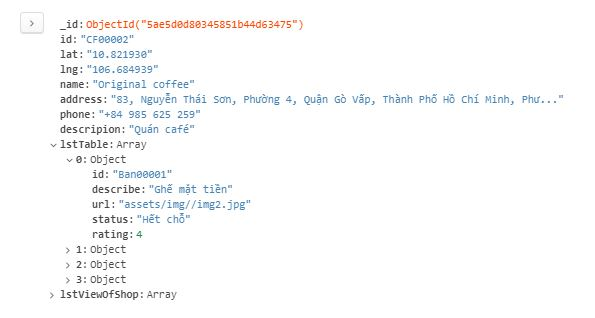 _id: ObjectId("5ae5d0d80345851b44d63475")
id: "CF00002"
lat: "10.821930"
lng: "106.684939"
name: "Original coffee"
address: "83, Nguyễn Thái Sơn, Phường 4, Quận Gò Vấp, Thành Phố Hồ Chí Minh, Phư..."
phone: "+84 985 625 259"
descripion: "Quán café"
lstTable: Array
0: Object
id: "Ban00001"
describe: "Ghế mặt tiền"
url: "assets/img//img2.jpg"
status: "Hết chỗ"
rating: 4
1: Object
2: Object
3: Object
lstViewOfShop: Array